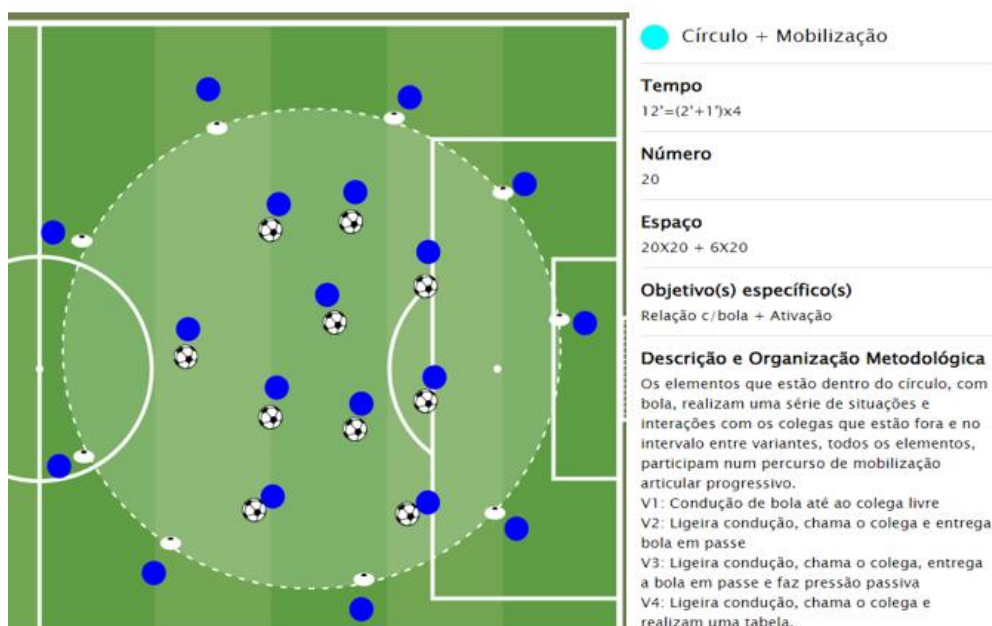 Círculo + Mobilização
Tempo
12'=(2'+1')x4
Número
20
Espaço
20X20 + 6X20
Objetivo(s) específico(s)
Relação c/bola + Ativação
Descrição e Organização Metodológica
Os elementos que estão dentro do círculo, com
bola, realizam uma série de situações e
interações com os colegas que estão fora e no
intervalo entre variantes, todos os elementos,
participam num percurso de mobilização
articular progressivo.
V1: Condução de bola até ao colega livre
V2: Ligeira condução, chama o colega e entrega
bola em passe
V3: Ligeira condução, chama o colega, entrega
a bola em passe e faz pressão passiva
V4: Ligeira condução, chama o colega e
realizam uma tabela.